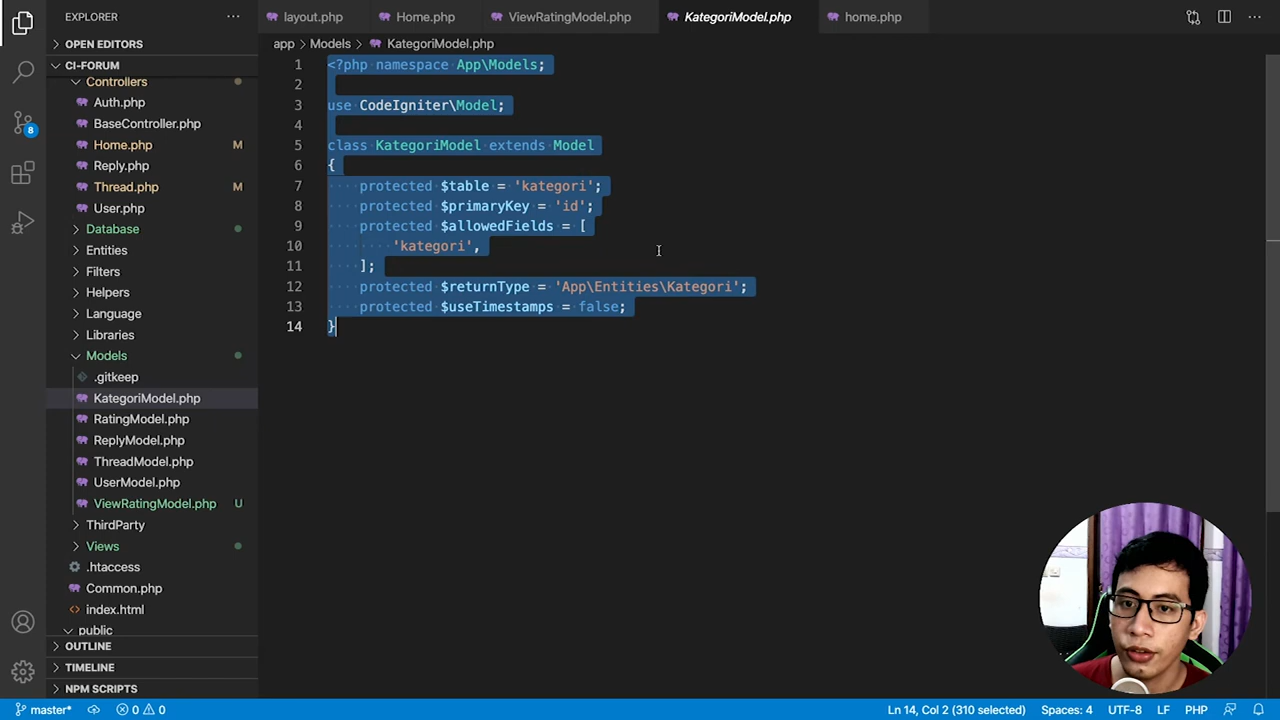 EXPLORER
···
layout.php
Home.php
ViewRatingModel.php
KategoriModel.php
home.php
OPEN EDITORS
app > Models > KategoriModel.php
CI-FORUM
Controllers
Auth.php
BaseController.php
Home.php M
Reply.php
Thread.php M
User.php
Database
Entities
Filters
Helpers
Language
Libraries
Models
.gitkeep
KategoriModel.php
RatingModel.php
ReplyModel.php
ThreadModel.php
UserModel.php
ViewRatingModel.php U
ThirdParty
Views
.htaccess
Common.php
index.html
public
OUTLINE
TIMELINE
NPM SCRIPTS
8
1 <?php namespace App\Models;
2
3 use CodeIgniter\Model;
4
5 class KategoriModel extends Model
6 {
7 protected $table = 'kategori';
8 protected $primaryKey = 'id';
9 protected $allowedFields = [
10 'kategori',
11 ];
12 protected $returnType = 'App\Entities\Kategori';
13 protected $useTimestamps = false;
14 }
master* 0 0 Ln 14, Col 2 (310 selected) Spaces: 4 UTF-8 LF PHP